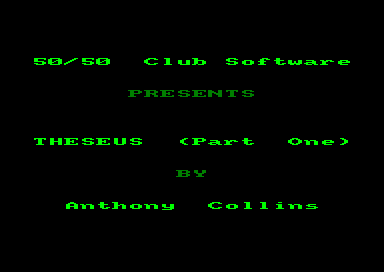 50/50 Club Software
PRESENTS
THESEUS (Part One)
BY
Anthony Collins